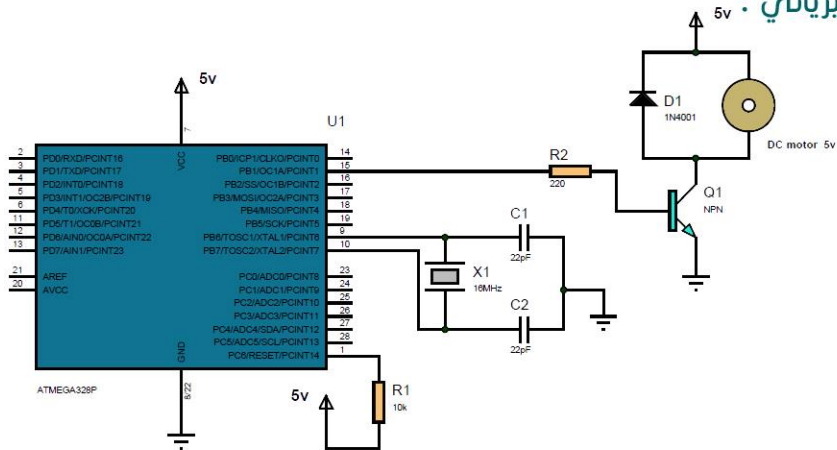 5v
5v
U1
D1
1N4001
DC motor 5v
7
VCC
2 PD0/RXD/PCINT16
3 PD1/TXD/PCINT17
4 PD2/INT0/PCINT18
5 PD3/INT1/OC2B/PCINT19
6 PD4/T0/XCK/PCINT20
11 PD5/T1/OC0B/PCINT21
12 PD6/AIN0/OC0A/PCINT22
13 PD7/AIN1/PCINT23
21 AREF
20 AVCC
PB0/ICP1/CLKO/PCINT0 14
PB1/OC1A/PCINT1 15
PB2/SS/OC1B/PCINT2 16
PB3/MOSI/OC2A/PCINT3 17
PB4/MISO/PCINT4 18
PB5/SCK/PCINT5 19
PB6/TOSC1/XTAL1/PCINT6 9
PB7/TOSC2/XTAL2/PCINT7 10
PC0/ADC0/PCINT8 23
PC1/ADC1/PCINT9 24
PC2/ADC2/PCINT10 25
PC3/ADC3/PCINT11 26
PC4/ADC4/SDA/PCINT12 27
PC5/ADC5/SCL/PCINT13 28
PC6/RESET/PCINT14 1
GND
8/22
ATMEGA328P
R2
220
Q1
NPN
C1
22pF
X1
16MHz
C2
22pF
5v
R1
10k